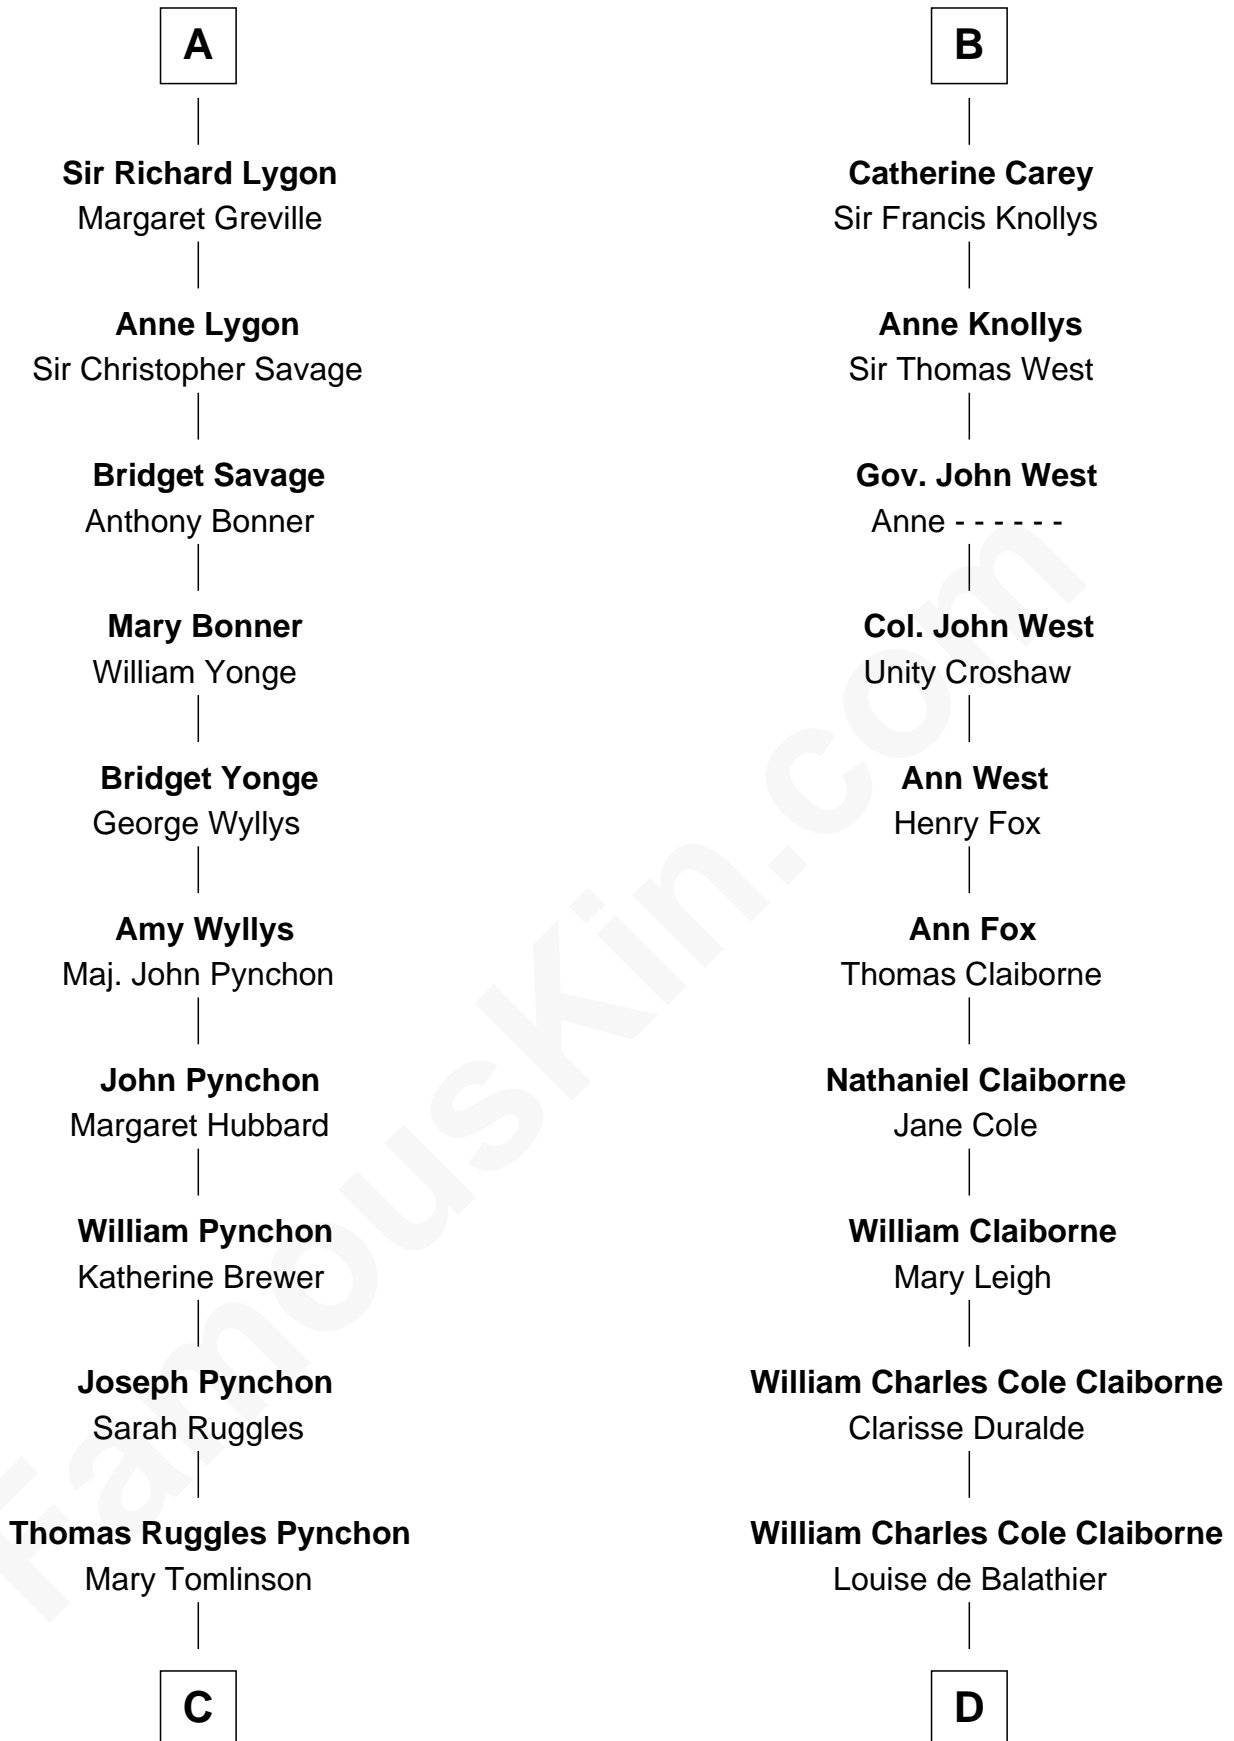 A
Sir Richard Lygon
Margaret Greville
Anne Lygon
Sir Christopher Savage
Bridget Savage
Anthony Bonner
Mary Bonner
William Yonge
Bridget Yonge
George Wyllys
Amy Wyllys
Maj. John Pynchon
John Pynchon
Margaret Hubbard
William Pynchon
Katherine Brewer
Joseph Pynchon
Sarah Ruggles
Thomas Ruggles Pynchon
Mary Tomlinson
C
B
Catherine Carey
Sir Francis Knollys
Anne Knollys
Sir Thomas West
Gov. John West
Anne - - - - - -
Col. John West
Unity Croshaw
Ann West
Henry Fox
Ann Fox
Thomas Claiborne
Nathaniel Claiborne
Jane Cole
William Claiborne
Mary Leigh
William Charles Cole Claiborne
Clarisse Duralde
William Charles Cole Claiborne
Louise de Balathier
D
FamousKin.com